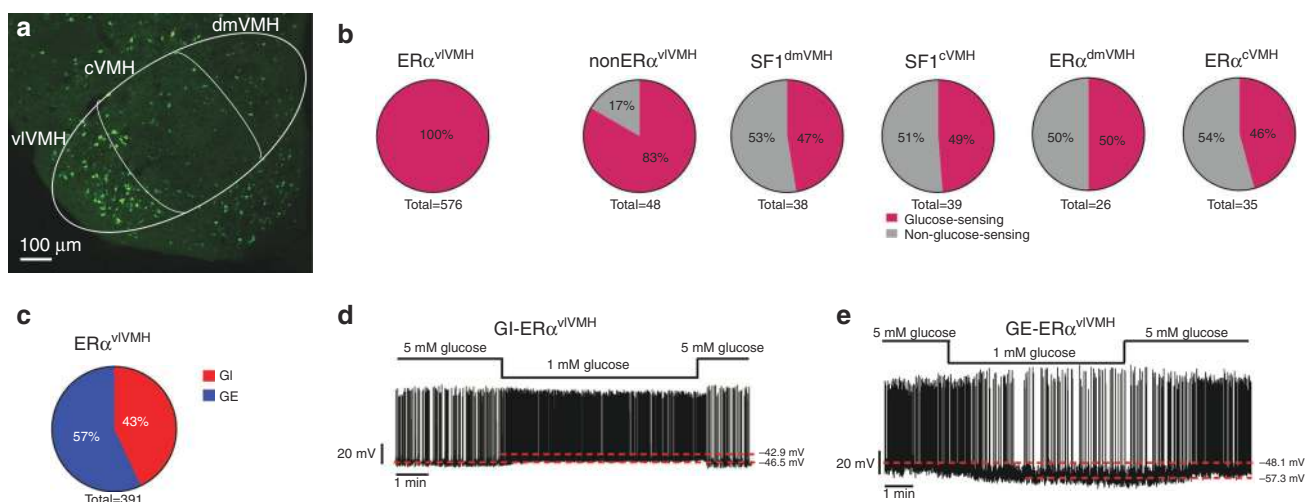 a
dmVMH
cVMH
vlVMH
100 μm
b
ERα^vlVMH
100%
Total=576
nonERα^vlVMH
17%
83%
Total=48
SF1^dmVMH
53%
47%
Total=38
SF1^cVMH
51%
49%
Total=39
ERα^dmVMH
50%
50%
Total=26
ERα^cVMH
54%
46%
Total=35
Glucose-sensing
Non-glucose-sensing
c
ERα^vlVMH
GI
GE
57%
43%
Total=391
d
GI-ERα^vlVMH
5 mM glucose
1 mM glucose
5 mM glucose
20 mV
1 min
−42.9 mV
−46.5 mV
e
GE-ERα^vlVMH
5 mM glucose
1 mM glucose
5 mM glucose
20 mV
1 min
−48.1 mV
−57.3 mV